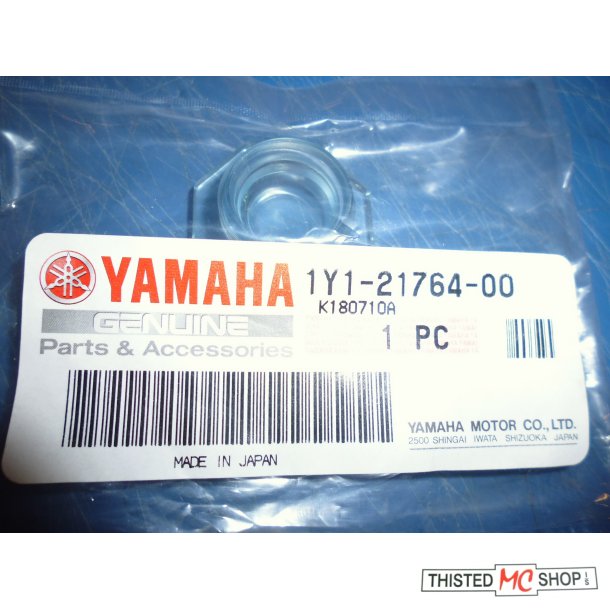 YAMAHA
GENUINE
Parts & Accessories
1Y1-21764-00
K180710A
1 PC
YAMAHA MOTOR CO., LTD.
2500 SHINGAI IWATA SHIZUOKA JAPAN
MADE IN JAPAN
THISTED MC SHOP I/S